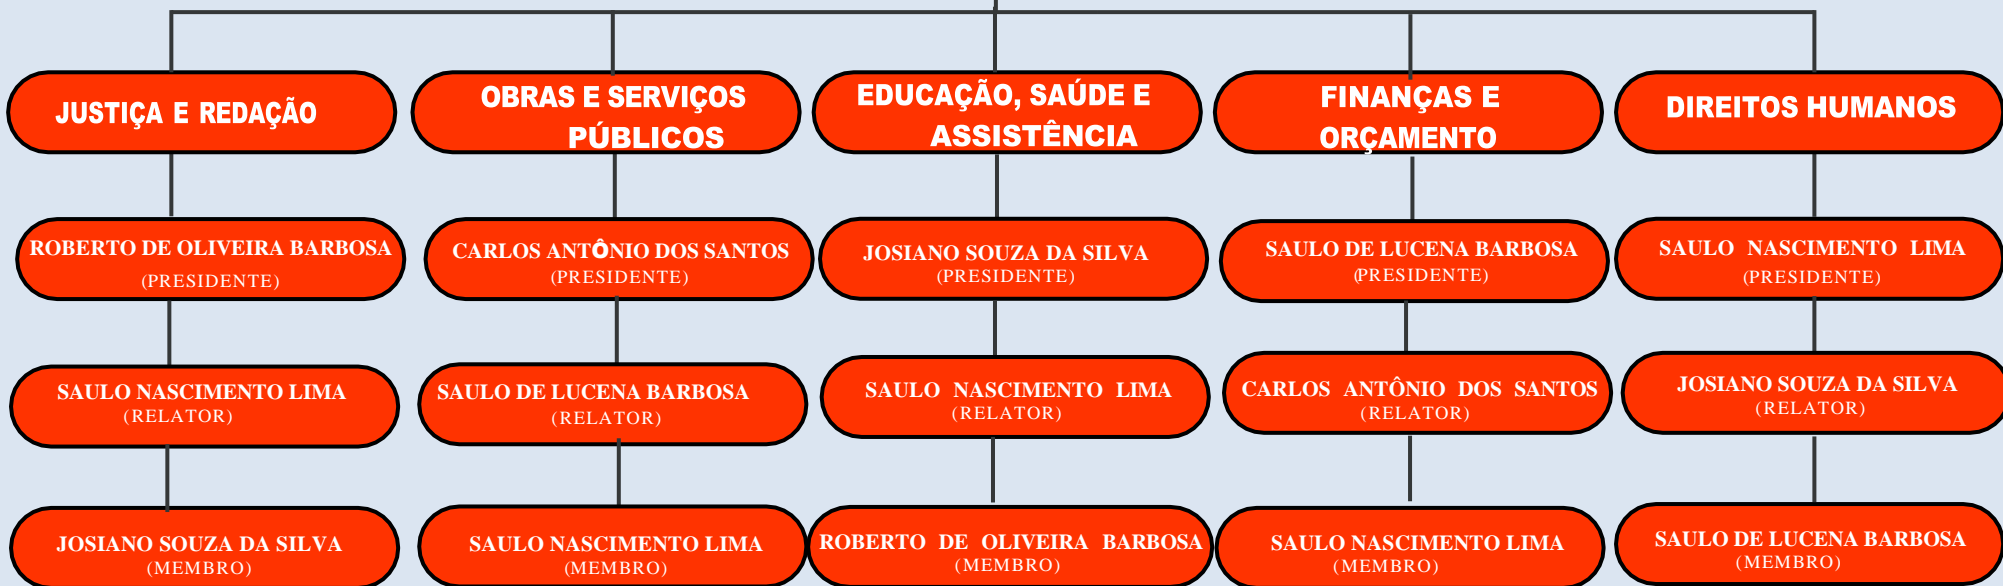 JUSTIÇA E REDAÇÃO
OBRAS E SERVIÇOS
PÚBLICOS
EDUCAÇÃO, SAÚDE E
ASSISTÊNCIA
FINANÇAS E
ORÇAMENTO
DIREITOS HUMANOS
ROBERTO DE OLIVEIRA BARBOSA
(PRESIDENTE)
CARLOS ANTÔNIO DOS SANTOS
(PRESIDENTE)
JOSIANO SOUZA DA SILVA
(PRESIDENTE)
SAULO DE LUCENA BARBOSA
(PRESIDENTE)
SAULO NASCIMENTO LIMA
(PRESIDENTE)
SAULO NASCIMENTO LIMA
(RELATOR)
SAULO DE LUCENA BARBOSA
(RELATOR)
SAULO NASCIMENTO LIMA
(RELATOR)
CARLOS ANTÔNIO DOS SANTOS
(RELATOR)
JOSIANO SOUZA DA SILVA
(RELATOR)
JOSIANO SOUZA DA SILVA
(MEMBRO)
SAULO NASCIMENTO LIMA
(MEMBRO)
ROBERTO DE OLIVEIRA BARBOSA
(MEMBRO)
SAULO NASCIMENTO LIMA
(MEMBRO)
SAULO DE LUCENA BARBOSA
(MEMBRO)